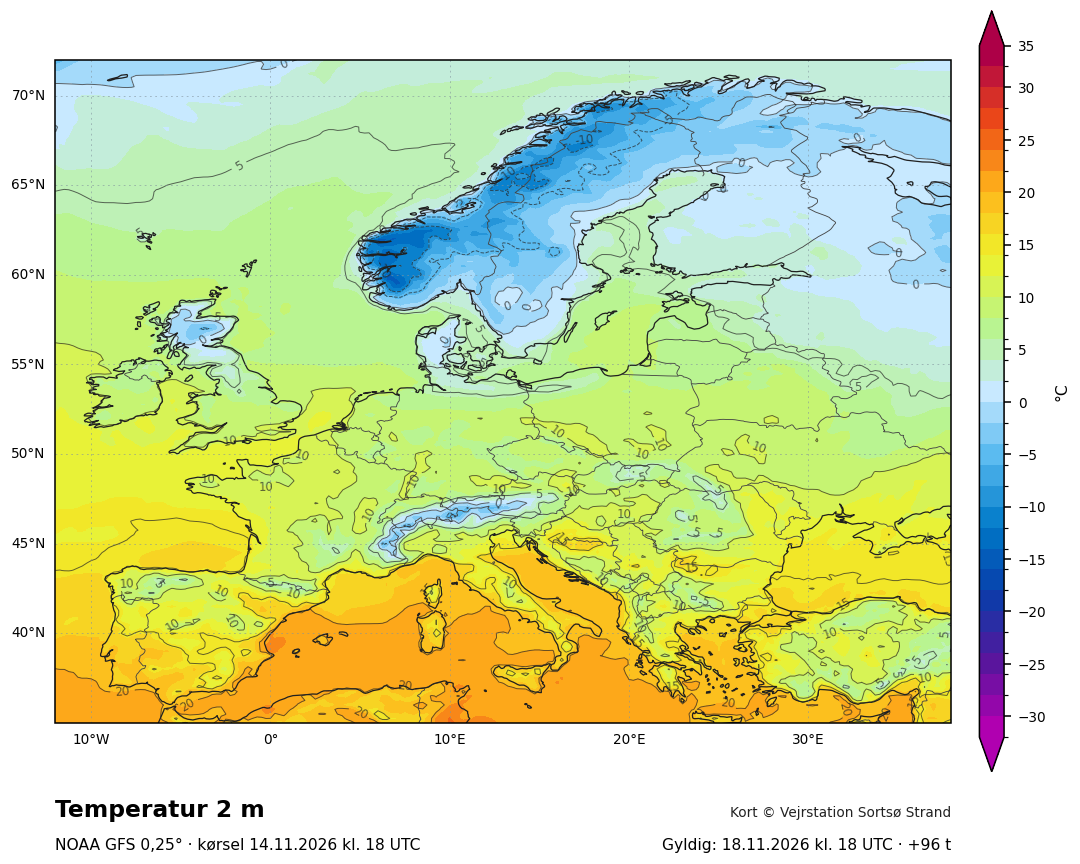 70°N
65°N
60°N
55°N
50°N
45°N
40°N
10°W
0°
10°E
20°E
30°E
35
30
25
20
15
10
5
0
−5
−10
−15
−20
−25
−30
°C
Temperatur 2 m
Kort © Vejrstation Sortsø Strand
NOAA GFS 0,25° · kørsel 14.11.2026 kl. 18 UTC
Gyldig: 18.11.2026 kl. 18 UTC · +96 t